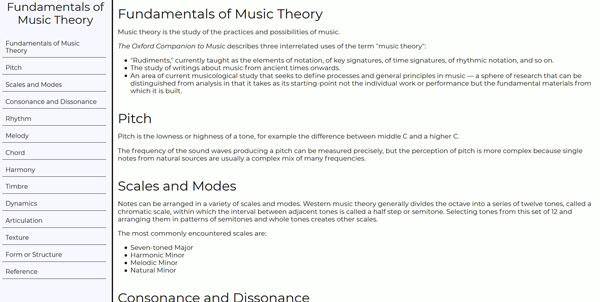 Fundamentals of
Music Theory
Fundamentals of Music
Theory
Pitch
Scales and Modes
Consonance and Dissonance
Rhythm
Melody
Chord
Harmony
Timbre
Dynamics
Articulation
Texture
Form or Structure
Reference
Fundamentals of Music Theory
Music theory is the study of the practices and possibilities of music.
The Oxford Companion to Music describes three interrelated uses of the term "music theory":
"Rudiments," currently taught as the elements of notation, of key signatures, of time signatures, of rhythmic notation, and so on.
The study of writings about music from ancient times onwards.
An area of current musicological study that seeks to define processes and general principles in music — a sphere of research that can be
distinguished from analysis in that it takes as its starting-point not the individual work or performance but the fundamental materials from
which it is built.
Pitch
Pitch is the lowness or highness of a tone, for example the difference between middle C and a higher C.
The frequency of the sound waves producing a pitch can be measured precisely, but the perception of pitch is more complex because single
notes from natural sources are usually a complex mix of many frequencies.
Scales and Modes
Notes can be arranged in a variety of scales and modes. Western music theory generally divides the octave into a series of twelve tones, called a
chromatic scale, within which the interval between adjacent tones is called a half step or semitone. Selecting tones from this set of 12 and
arranging them in patterns of semitones and whole tones creates other scales.
The most commonly encountered scales are:
Seven-toned Major
Harmonic Minor
Melodic Minor
Natural Minor
Consonance and Dissonance